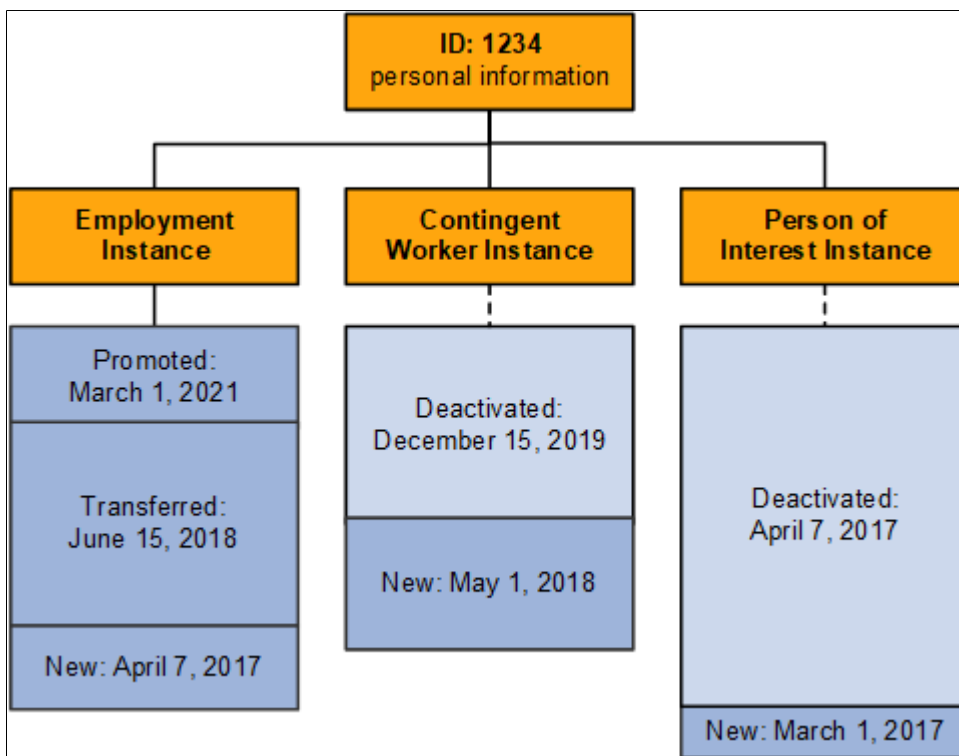 ID: 1234
personal information
Employment
Instance
Contingent
Worker Instance
Person of
Interest Instance
Promoted:
March 1, 2021
Transferred:
June 15, 2018
New: April 7, 2017
Deactivated:
December 15, 2019
New: May 1, 2018
Deactivated:
April 7, 2017
New: March 1, 2017